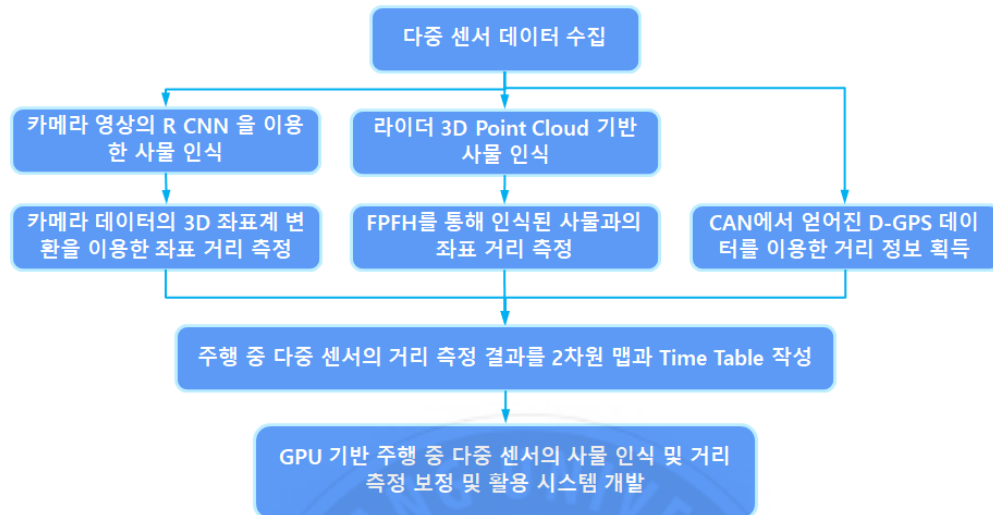 다중 센서 데이터 수집
카메라 영상의 R CNN 을 이용
한 사물 인식
라이더 3D Point Cloud 기반
사물 인식
카메라 데이터의 3D 좌표계 변
환을 이용한 좌표 거리 측정
FPFH를 통해 인식된 사물과의
좌표 거리 측정
CAN에서 얻어진 D-GPS 데이
터를 이용한 거리 정보 획득
주행 중 다중 센서의 거리 측정 결과를 2차원 맵과 Time Table 작성
GPU 기반 주행 중 다중 센서의 사물 인식 및 거리
측정 보정 및 활용 시스템 개발